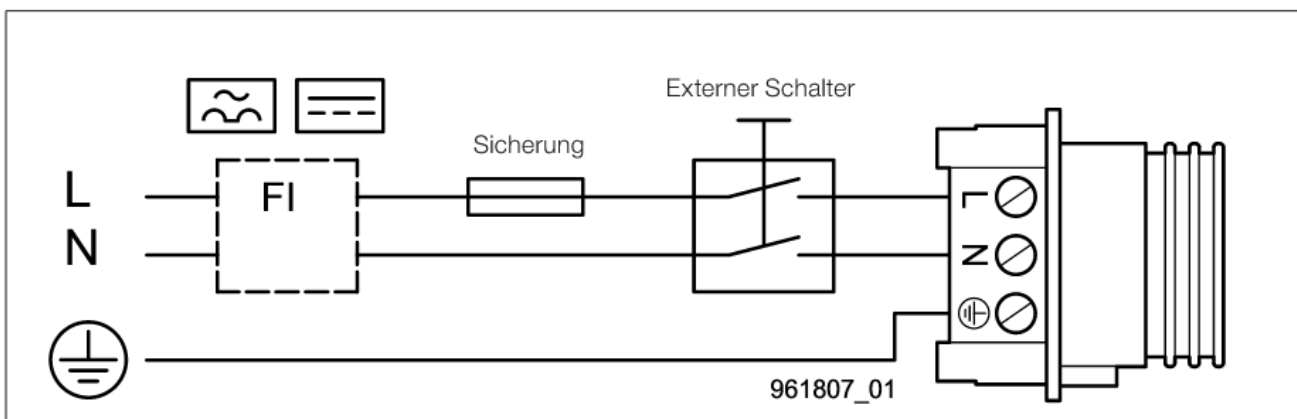 Externer Schalter
Sicherung
L
FI
L
N
N
961807_01